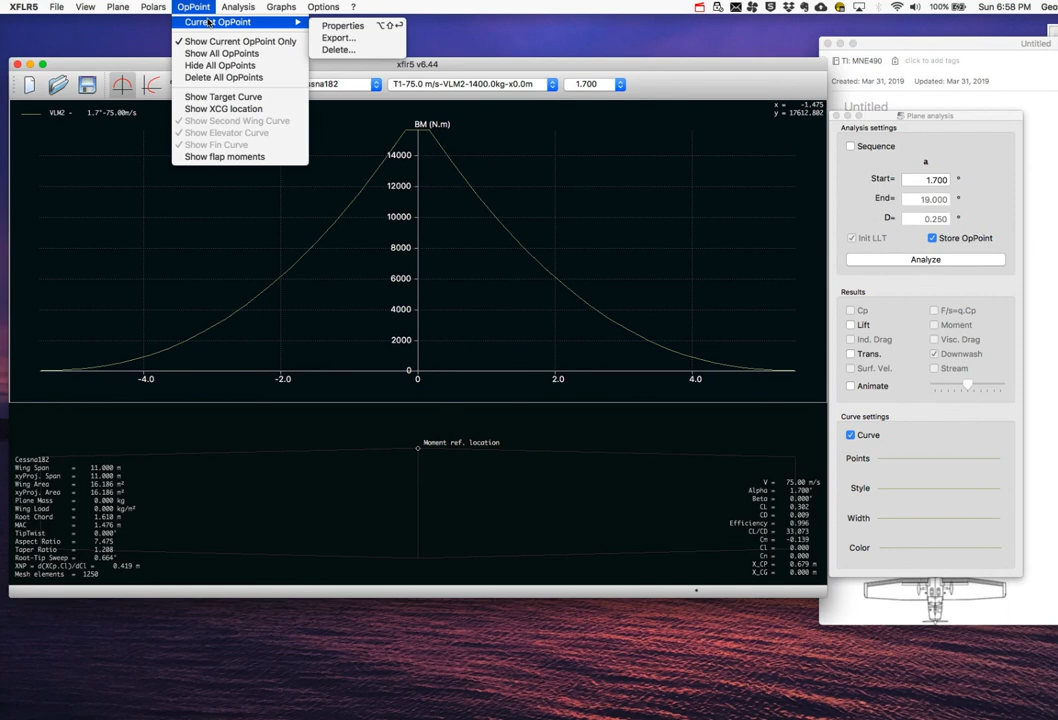 XFLR5 File View Plane Polars OpPoint Analysis Graphs Options ? 100% Sun 6:58 PM Geo
Current OpPoint
Properties
Export...
Delete...
✓ Show Current OpPoint Only
Show All OpPoints
Hide All OpPoints
Delete All OpPoints
Show Target Curve
Show XCG location
✓ Show Second Wing Curve
✓ Show Elevator Curve
✓ Show Fin Curve
Show flap moments
xflr5 v6.44
ssna182 T1-75.0 m/s-VLM2-1400.0kg-x0.0m 1.700
VLM2 - 1.7°-75.00m/s
x = -1.475
y = 17612.802
BM (N.m)
14000
12000
10000
8000
6000
4000
2000
0
-4.0 -2.0 0 2.0 4.0
Moment ref. location
Cessna182
Wing Span = 11.000 m
xyProj. Span = 11.000 m
Wing Area = 16.186 m²
xyProj. Area = 16.186 m²
Plane Mass = 0.000 kg
Wing Load = 0.000 kg/m²
Root Chord = 1.610 m
MAC = 1.476 m
TipTwist = 0.000°
Aspect Ratio = 7.475
Taper Ratio = 1.208
Root-Tip Sweep = 0.664°
XNP = d(XCp.Cl)/dCl = 0.419 m
Mesh elements = 1250
V = 75.00 m/s
Alpha = 1.700°
Beta = 0.000°
CL = 0.302
CD = 0.009
Efficiency = 0.996
CL/CD = 33.073
Cm = -0.139
Cl = 0.000
Cn = 0.000
X_CP = 0.679 m
X_CG = 0.000 m
Untitled
TI: MNE490
Created: Mar 31, 2019 Updated: Mar 31, 2019
Untitled
Plane analysis
Analysis settings
Sequence
a
Start= 1.700 °
End= 19.000 °
D= 0.250 °
Init LLT Store OpPoint
Analyze
Results
Cp F/s=q.Cp
Lift Moment
Ind. Drag Visc. Drag
Trans. Downwash
Surf. Vel. Stream
Animate
Curve settings
Curve
Points
Style
Width
Color